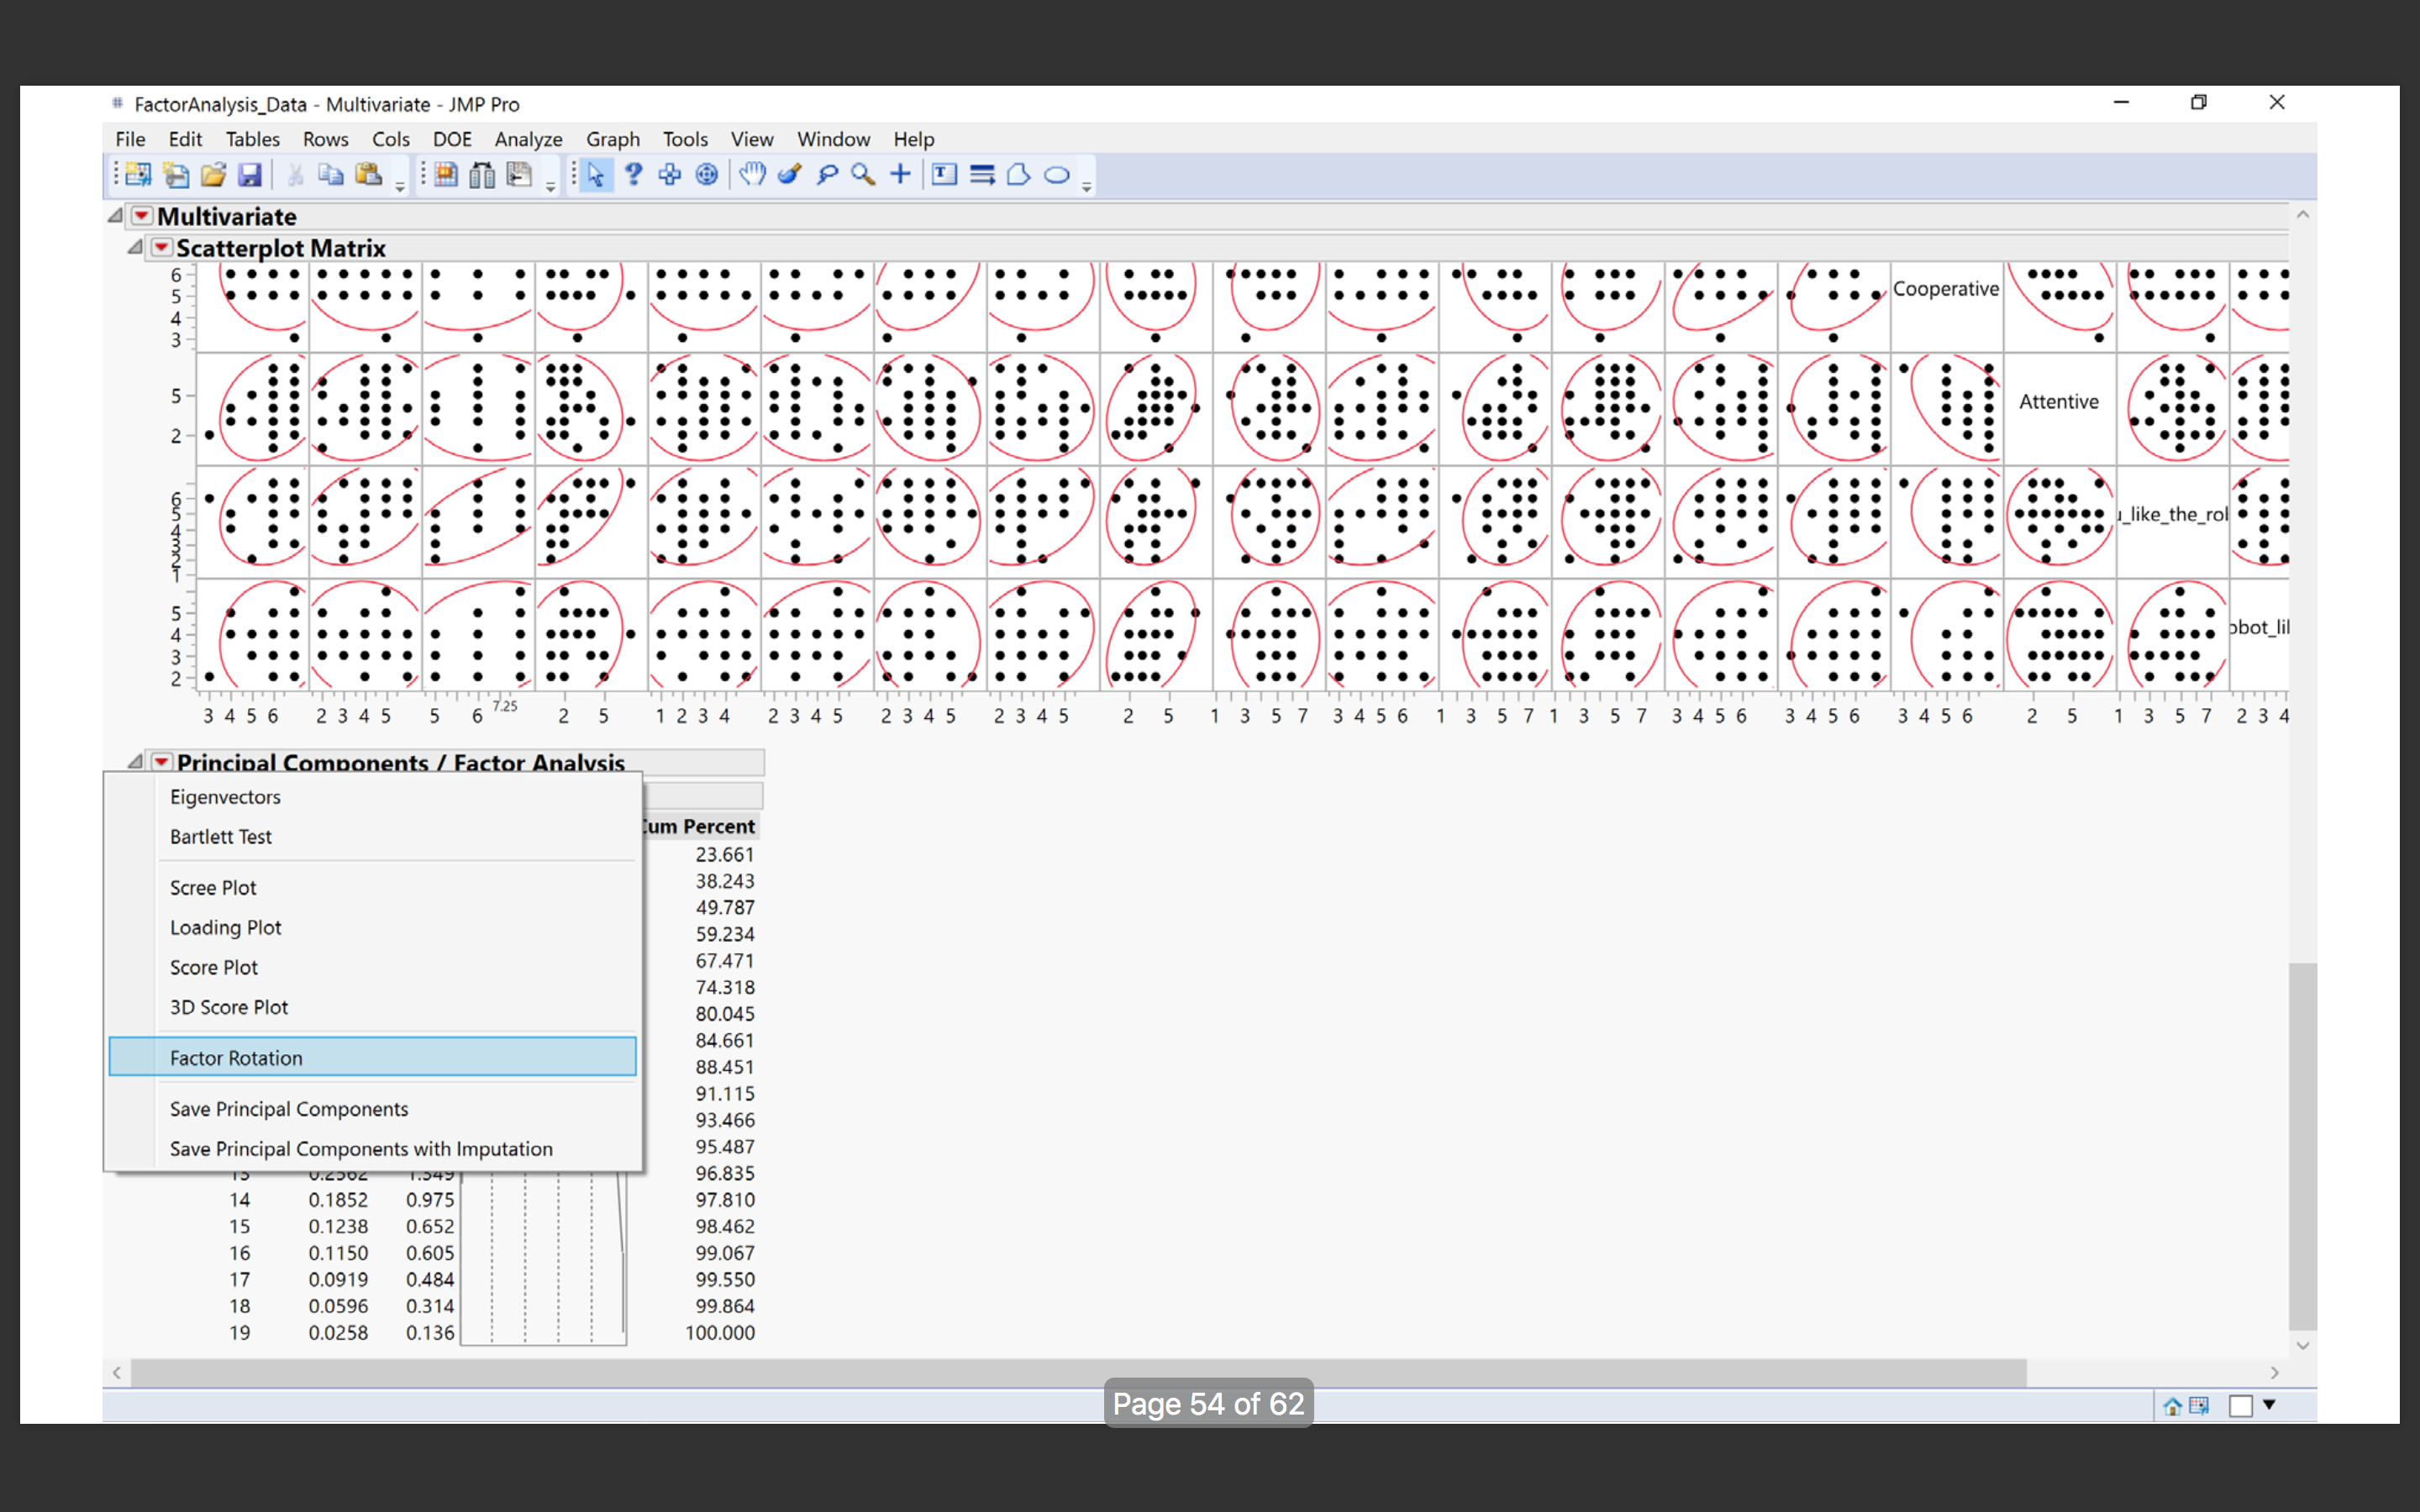 FactorAnalysis_Data - Multivariate - JMP Pro
File Edit Tables Rows Cols DOE Analyze Graph Tools View Window Help
Multivariate
Scatterplot Matrix
6
5
4
3
Cooperative
5
2
Attentive
6
5
4
3
2
1
u_like_the_rol
5
4
3
2
obot_lil
3 4 5 6 2 3 4 5 5 6 7.25 2 5 1 2 3 4 2 3 4 5 2 3 4 5 2 3 4 5 2 5 1 3 5 7 3 4 5 6 1 3 5 7 1 3 5 7 3 4 5 6 3 4 5 6 3 4 5 6 2 5 1 3 5 7 2 3 4
Principal Components / Factor Analysis
Eigenvectors
Bartlett Test
Scree Plot
Loading Plot
Score Plot
3D Score Plot
Factor Rotation
Save Principal Components
Save Principal Components with Imputation
Cum Percent
23.661
38.243
49.787
59.234
67.471
74.318
80.045
84.661
88.451
91.115
93.466
95.487
13 0.2562 1.349 96.835
14 0.1852 0.975 97.810
15 0.1238 0.652 98.462
16 0.1150 0.605 99.067
17 0.0919 0.484 99.550
18 0.0596 0.314 99.864
19 0.0258 0.136 100.000
Page 54 of 62